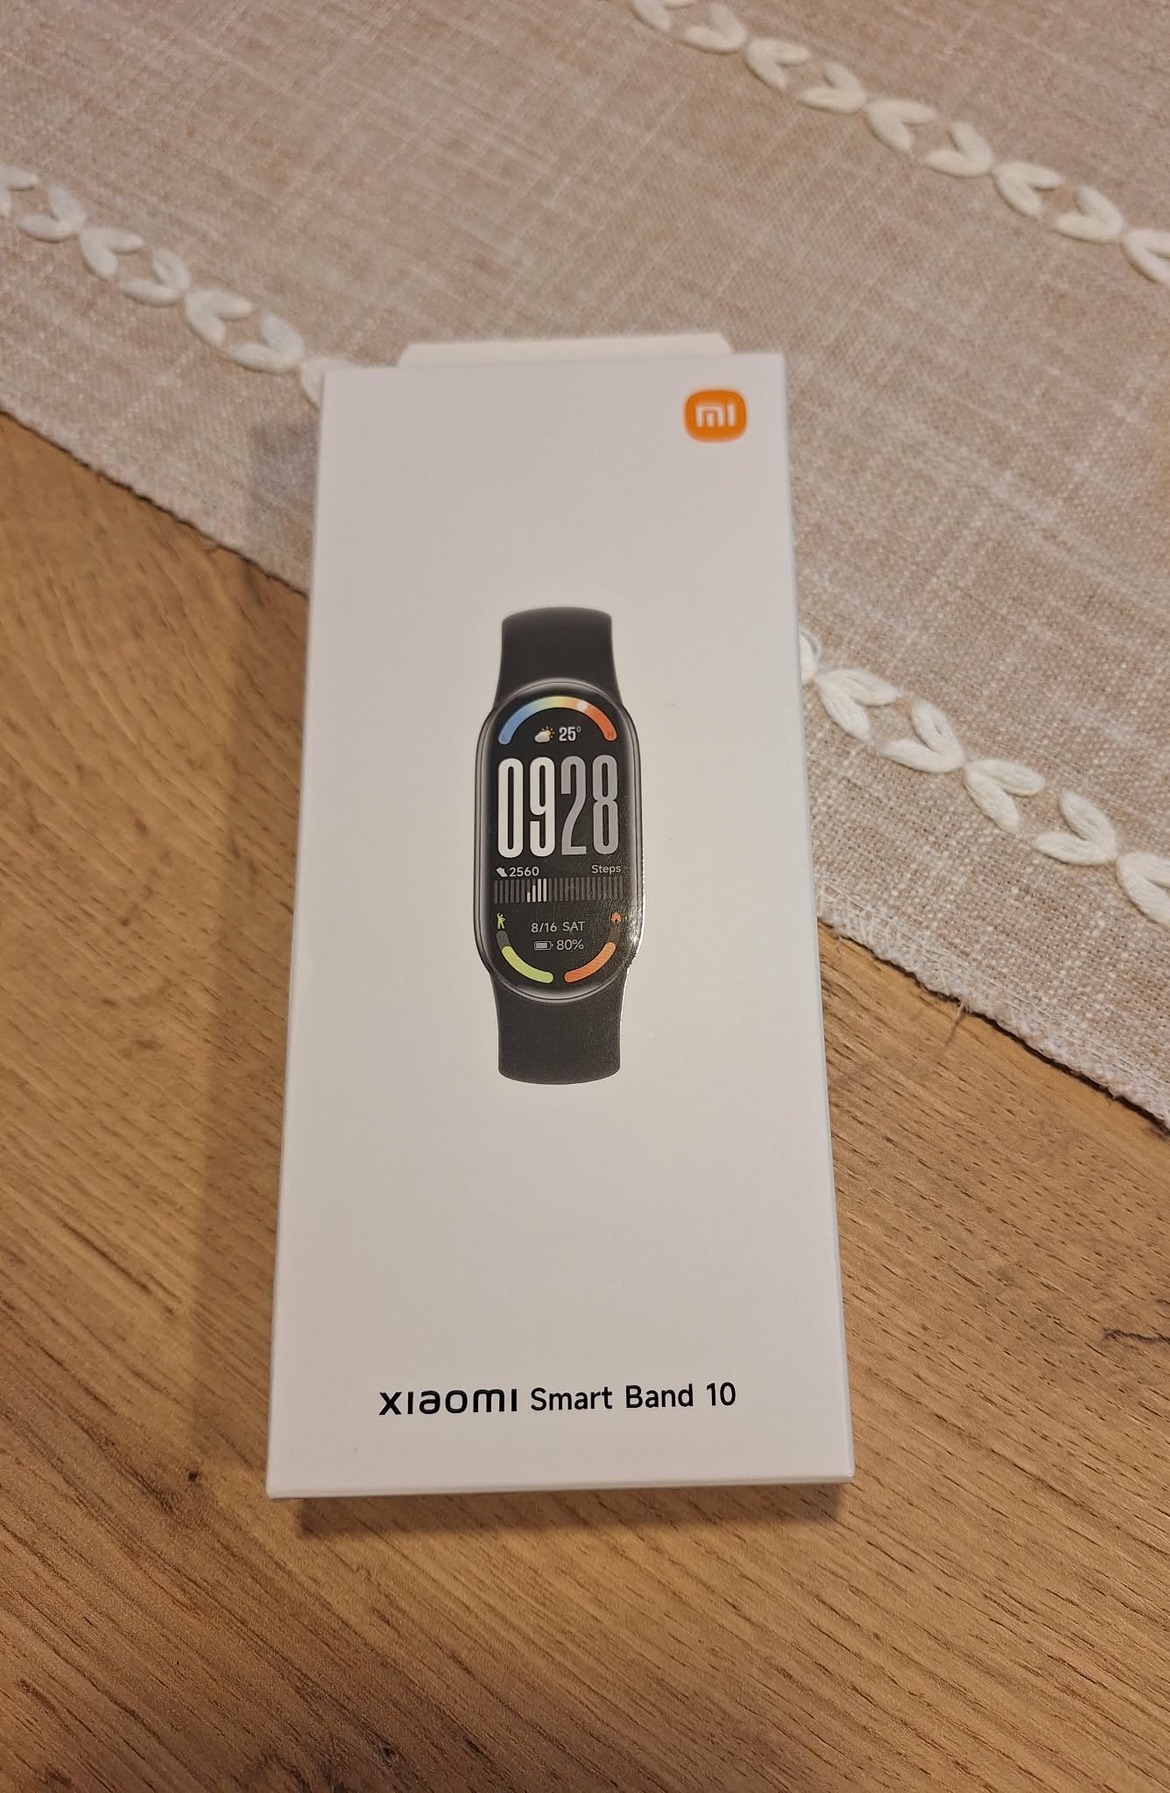 mi
25°
0928
2560 Steps
8/16 SAT
80%
xiaomi Smart Band 10